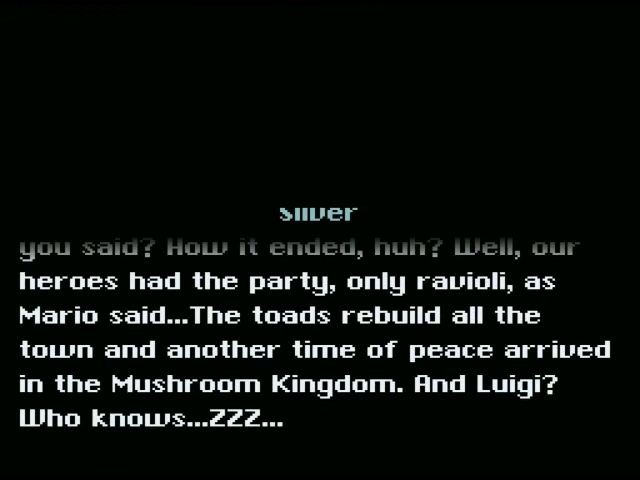 silver
you said? How it ended, huh? Well, our
heroes had the party, only ravioli, as
Mario said...The toads rebuild all the
town and another time of peace arrived
in the Mushroom Kingdom. And Luigi?
Who knows...ZZZ...